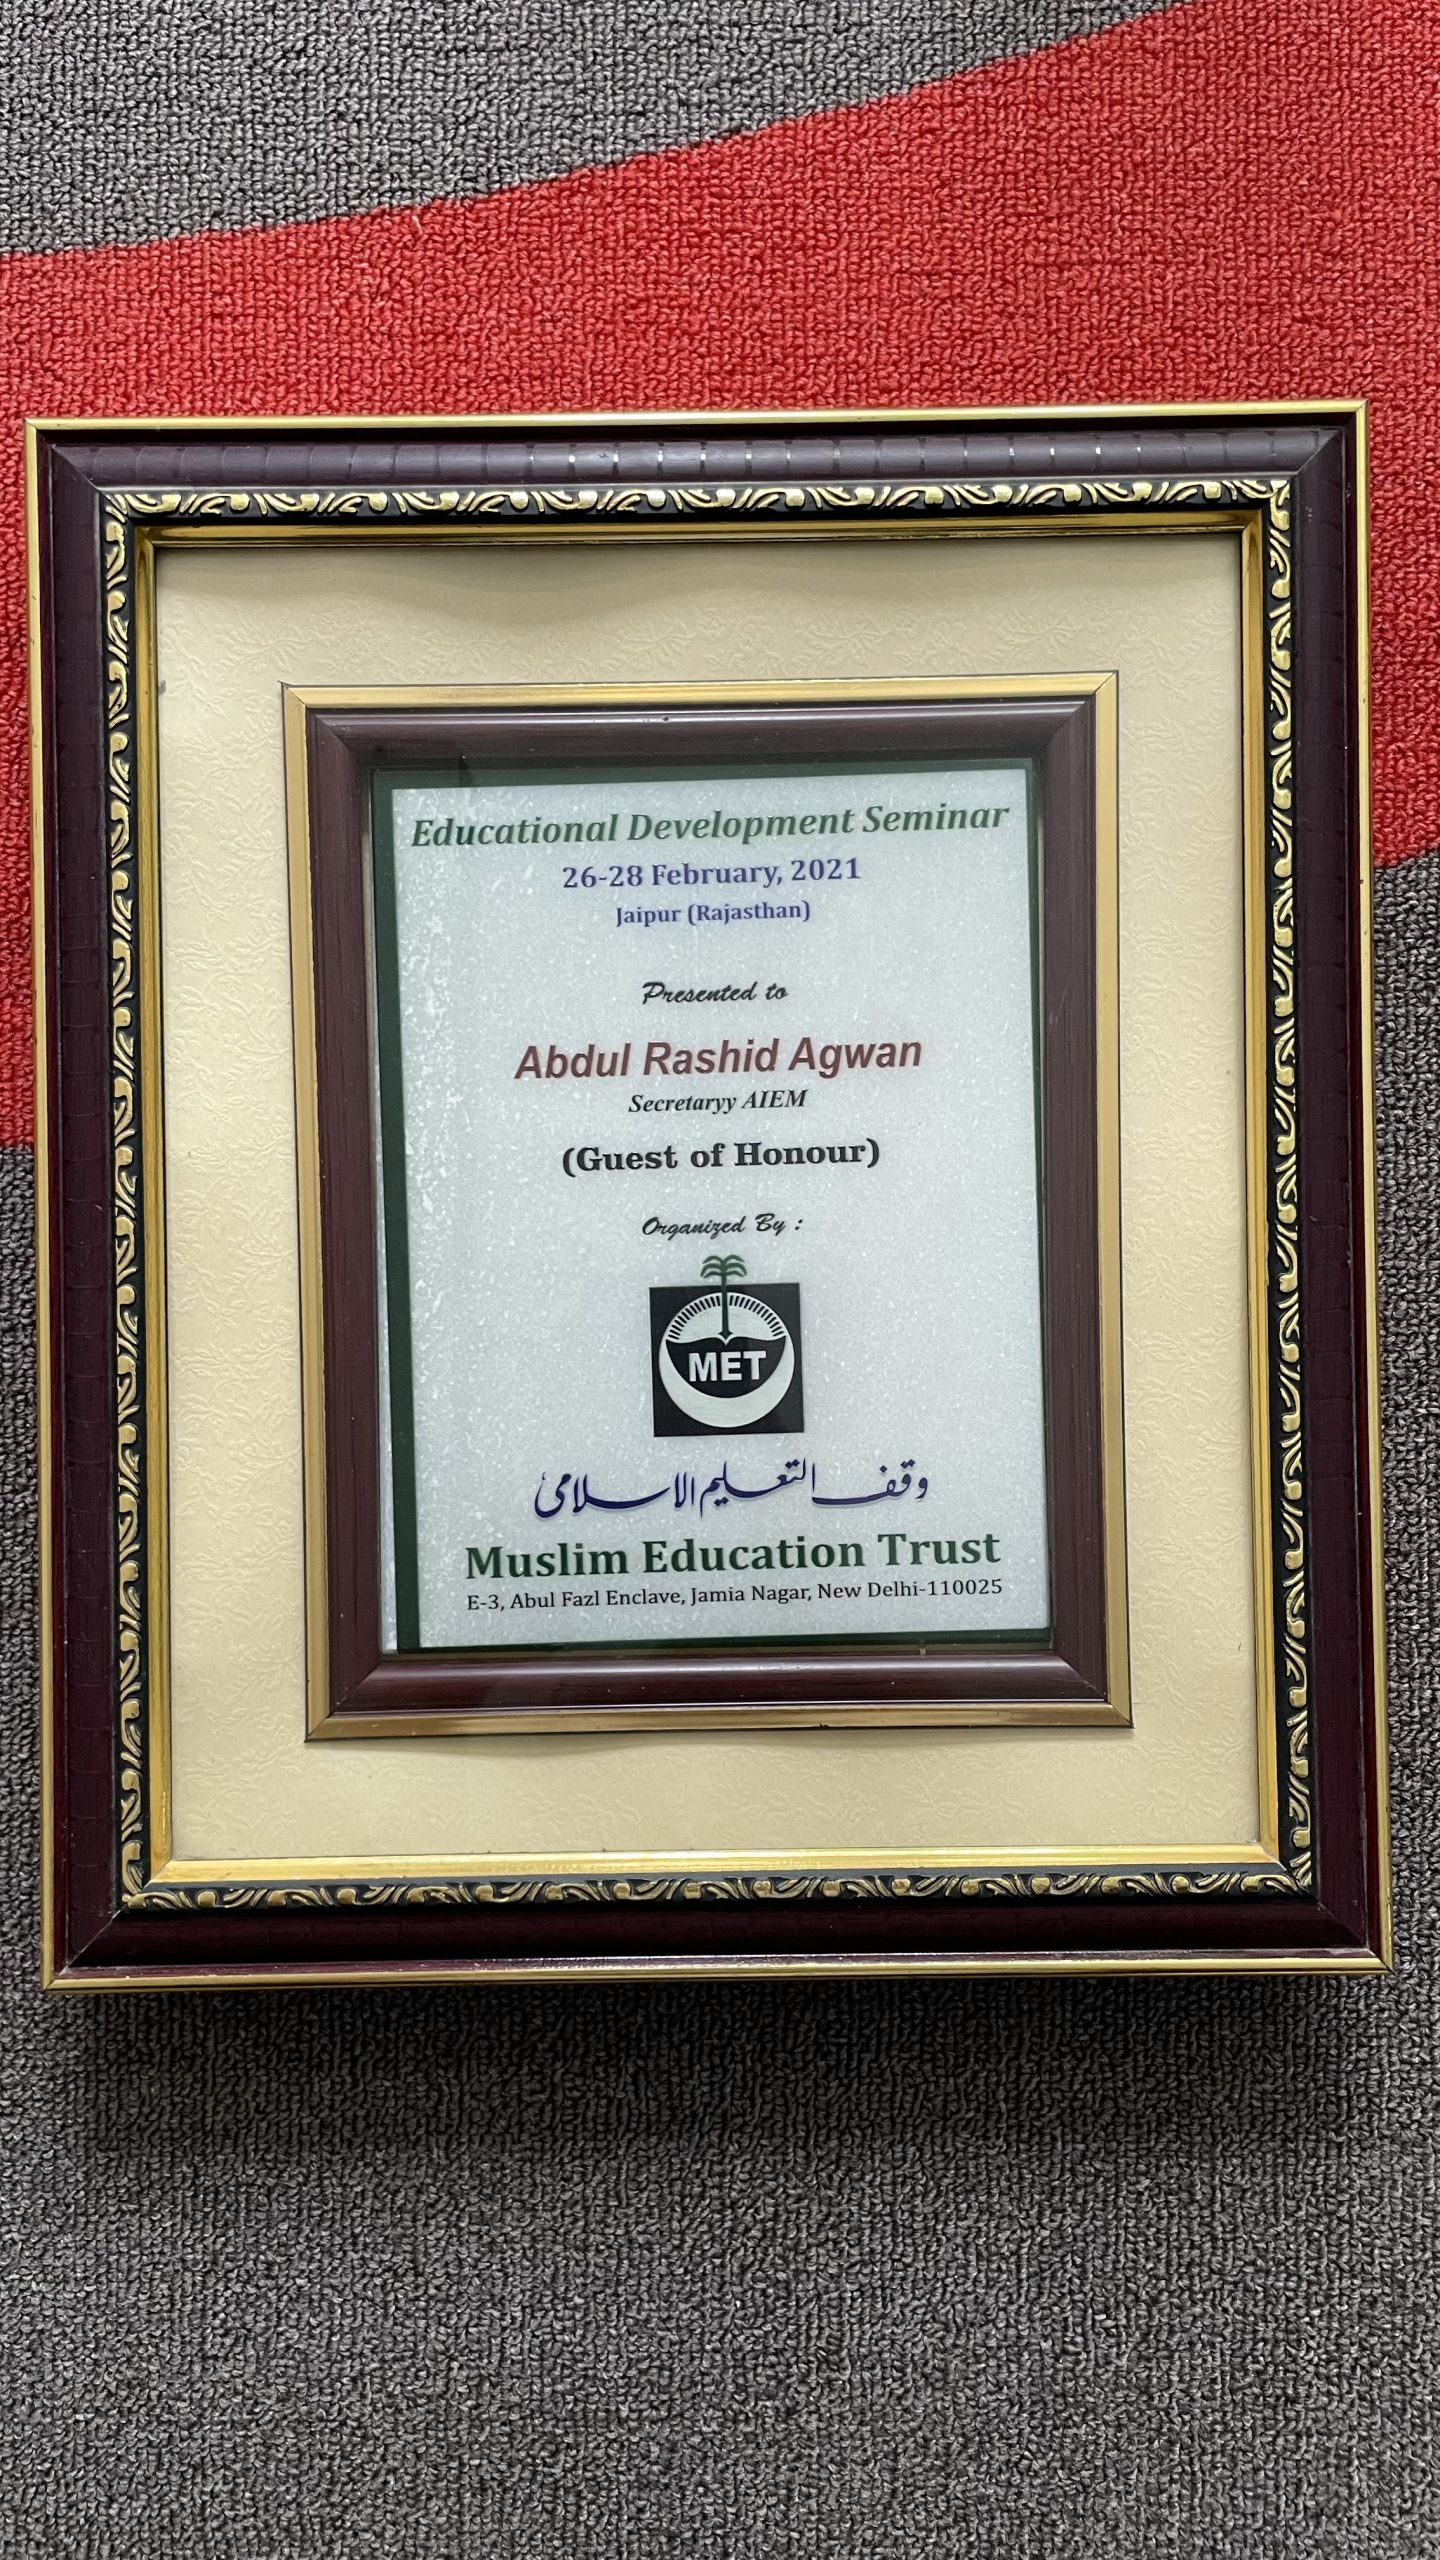 Educational Development Seminar
26-28 February, 2021
Jaipur (Rajasthan)
Presented to
Abdul Rashid Agwan
Secretaryy AIEM
(Guest of Honour)
Organized By :
MET
وقف التعلیم الاسلامی
Muslim Education Trust
E-3, Abul Fazl Enclave, Jamia Nagar, New Delhi-110025